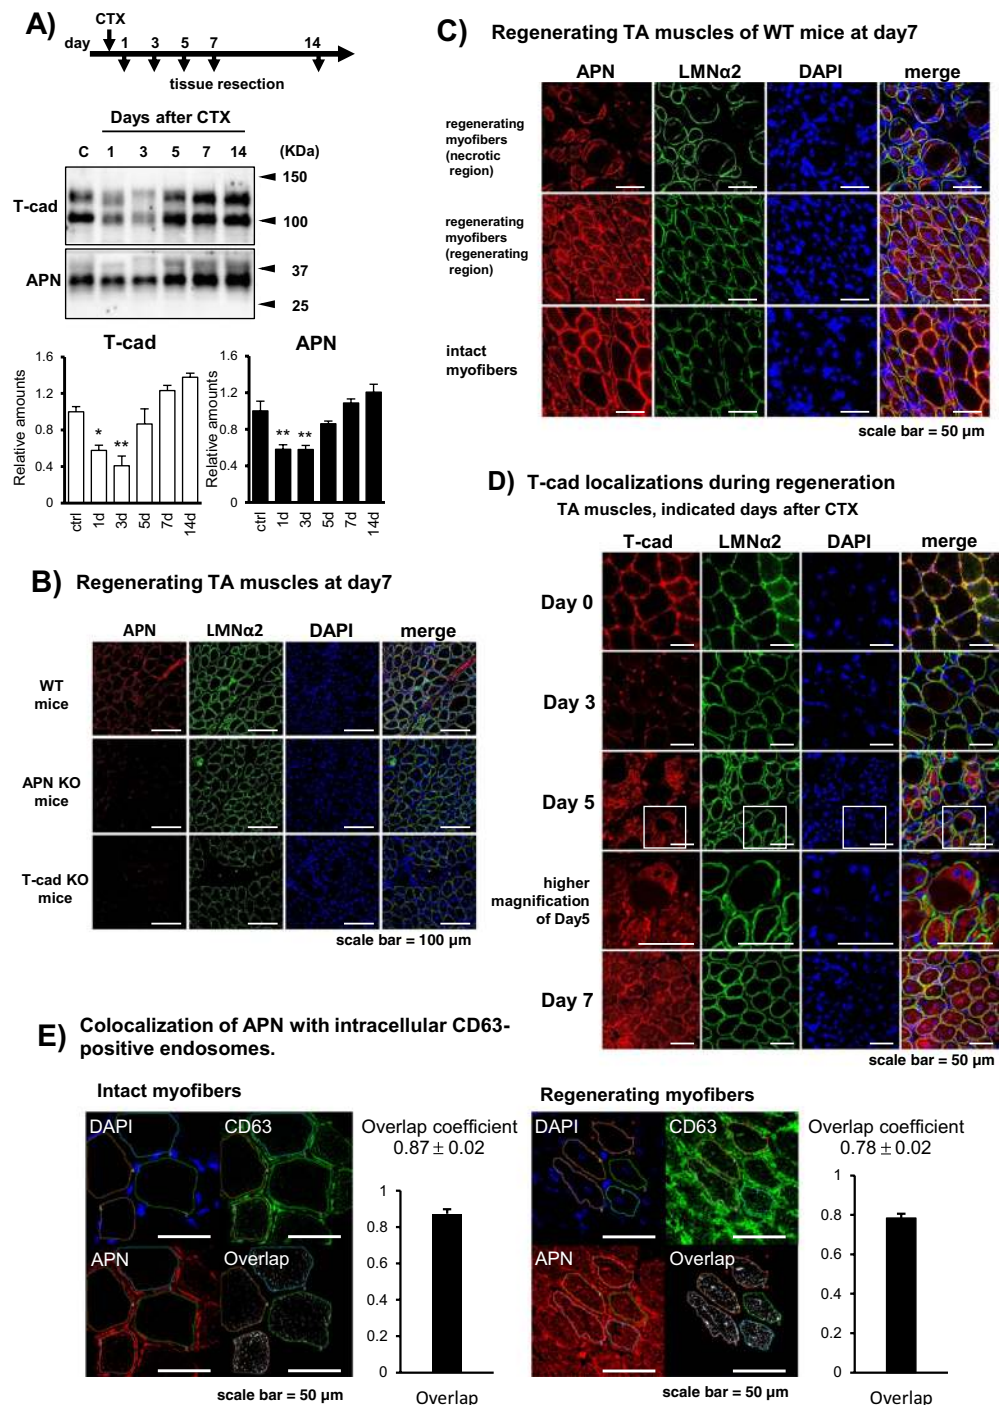 A)
CTX
day 1 3 5 7 14
tissue resection
Days after CTX
C 1 3 5 7 14 (KDa)
T-cad
150
100
APN
37
25
T-cad
Relative amounts
1.6
1.2
0.8
0.4
0
* **
ctrl 1d 3d 5d 7d 14d
APN
Relative amounts
1.6
1.2
0.8
0.4
0
** **
ctrl 1d 3d 5d 7d 14d
B) Regenerating TA muscles at day7
APN LMNα2 DAPI merge
WT
mice
APN KO
mice
T-cad KO
mice
scale bar = 100 μm
C) Regenerating TA muscles of WT mice at day7
APN LMNα2 DAPI merge
regenerating
myofibers
(necrotic
region)
regenerating
myofibers
(regenerating
region)
intact
myofibers
scale bar = 50 μm
D) T-cad localizations during regeneration
TA muscles, indicated days after CTX
T-cad LMNα2 DAPI merge
Day 0
Day 3
Day 5
higher
magnification
of Day5
Day 7
scale bar = 50 μm
E) Colocalization of APN with intracellular CD63-
positive endosomes.
Intact myofibers
DAPI CD63
APN Overlap
scale bar = 50 μm
Overlap coefficient
0.87 ± 0.02
1
0.8
0.6
0.4
0.2
0
Overlap
Regenerating myofibers
DAPI CD63
APN Overlap
scale bar = 50 μm
Overlap coefficient
0.78 ± 0.02
1
0.8
0.6
0.4
0.2
0
Overlap